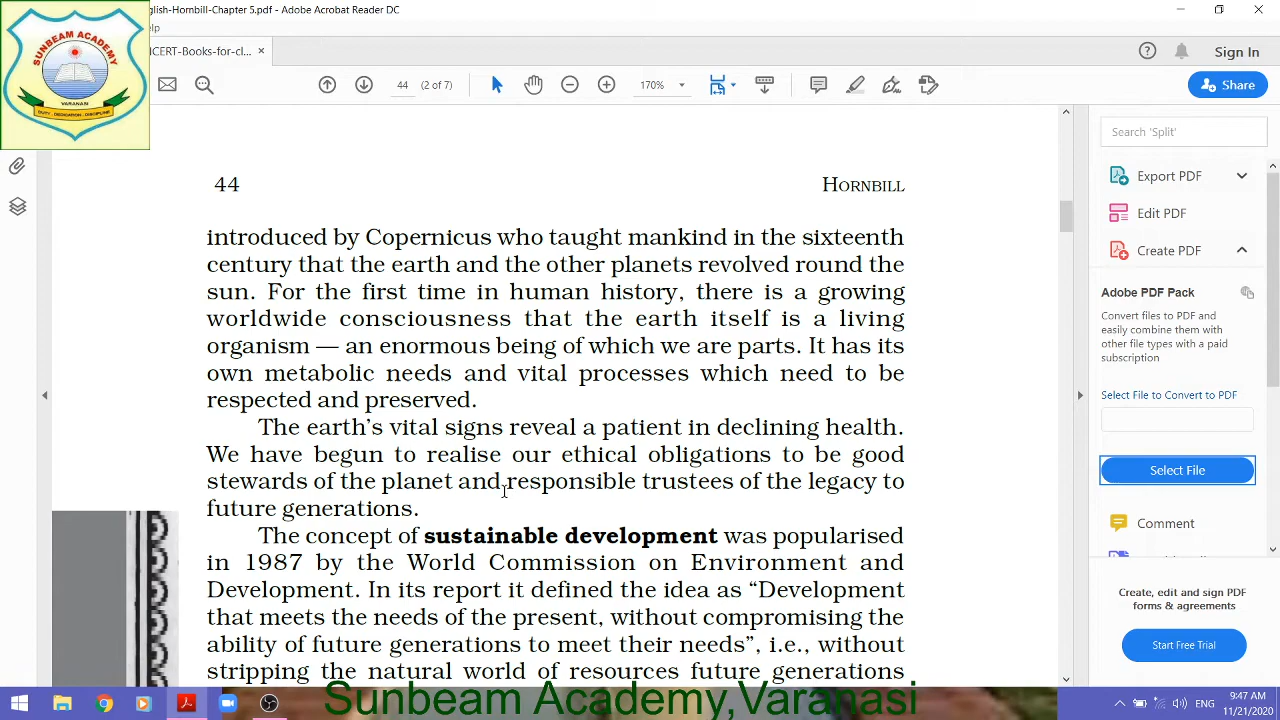 nglish-Hornbill-Chapter 5.pdf - Adobe Acrobat Reader DC
elp
SUNBEAM ACADEMY
VARANASI
DUTY - DEDICATION - DISCIPLINE
ICERT-Books-for-cl... ×
Sign In
44 (2 of 7)
170%
Share
Search 'Split'
Export PDF
Edit PDF
Create PDF
Adobe PDF Pack
Convert files to PDF and
easily combine them with
other file types with a paid
subscription
Select File to Convert to PDF
Select File
Comment
Create, edit and sign PDF
forms & agreements
Start Free Trial
44 HORNBILL
introduced by Copernicus who taught mankind in the sixteenth
century that the earth and the other planets revolved round the
sun. For the first time in human history, there is a growing
worldwide consciousness that the earth itself is a living
organism — an enormous being of which we are parts. It has its
own metabolic needs and vital processes which need to be
respected and preserved.
The earth's vital signs reveal a patient in declining health.
We have begun to realise our ethical obligations to be good
stewards of the planet and responsible trustees of the legacy to
future generations.
The concept of sustainable development was popularised
in 1987 by the World Commission on Environment and
Development. In its report it defined the idea as “Development
that meets the needs of the present, without compromising the
ability of future generations to meet their needs”, i.e., without
stripping the natural world of resources future generations
Sunbeam Academy,Varanasi
ENG
9:47 AM
11/21/2020